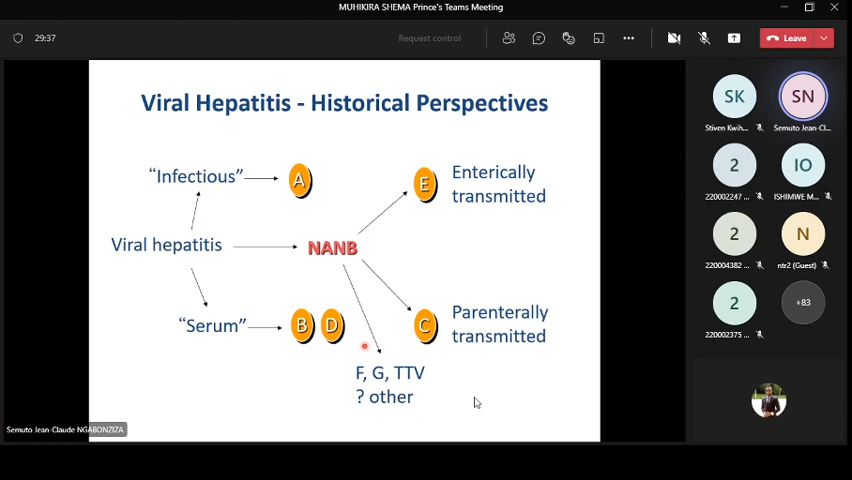 MUHIKIRA SHEMA Prince's Teams Meeting
29:37
Request control
Leave
Viral Hepatitis - Historical Perspectives
"Infectious"
A
E
Enterically
transmitted
Viral hepatitis
NANB
"Serum"
B
D
C
Parenterally
transmitted
F, G, TTV
? other
SK
Stiven Kwih...
SN
Semuto Jean-Cl...
2
220002247 ...
IO
ISHIMWE M...
2
220004382 ...
N
ntr2 (Guest)
2
220002375 ...
+83
Semuto Jean-Claude NGABONZIZA